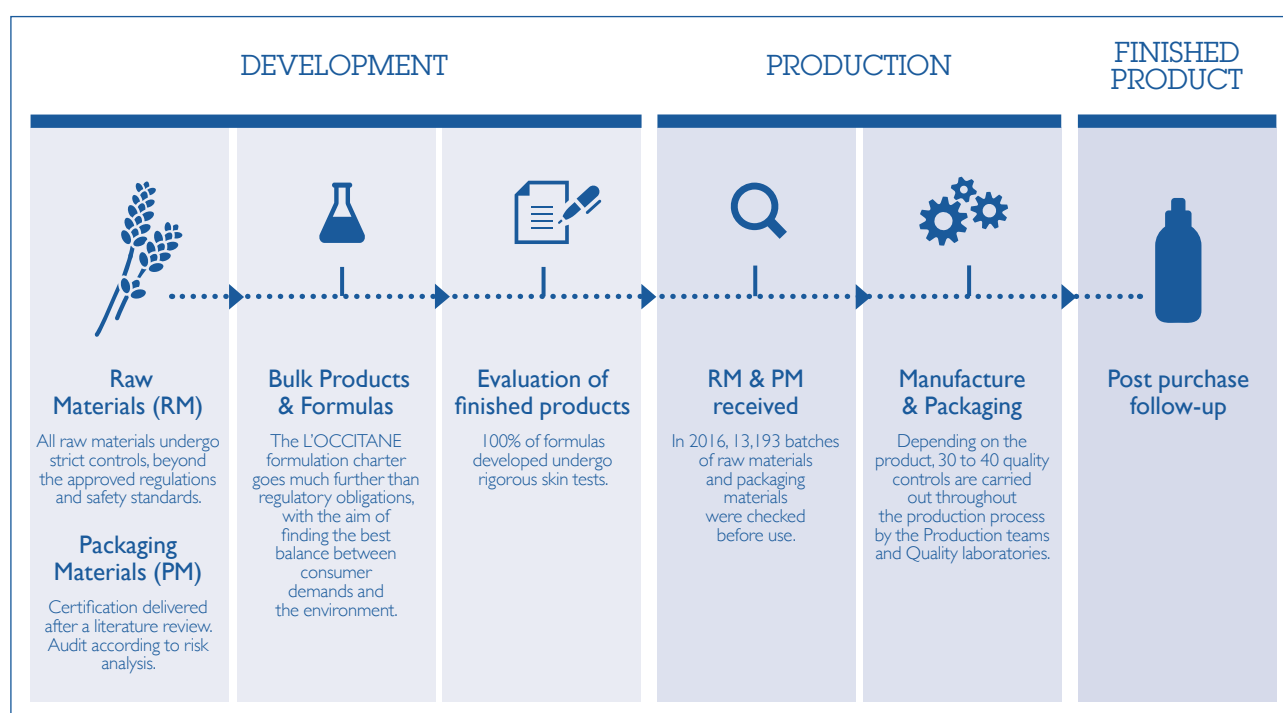 DEVELOPMENT
PRODUCTION
FINISHED
PRODUCT
Raw
Materials (RM)
All raw materials undergo
strict controls, beyond
the approved regulations
and safety standards.
Packaging
Materials (PM)
Certification delivered
after a literature review.
Audit according to risk
analysis.
Bulk Products
& Formulas
The L'OCCITANE
formulation charter
goes much further than
regulatory obligations,
with the aim of
finding the best
balance between
consumer
demands and
the environment.
Evaluation of
finished products
100% of formulas
developed undergo
rigorous skin tests.
RM & PM
received
In 2016, 13,193 batches
of raw materials
and packaging
materials
were checked
before use.
Manufacture
& Packaging
Depending on the
product, 30 to 40 quality
controls are carried
out throughout
the production process
by the Production teams
and Quality laboratories.
Post purchase
follow-up